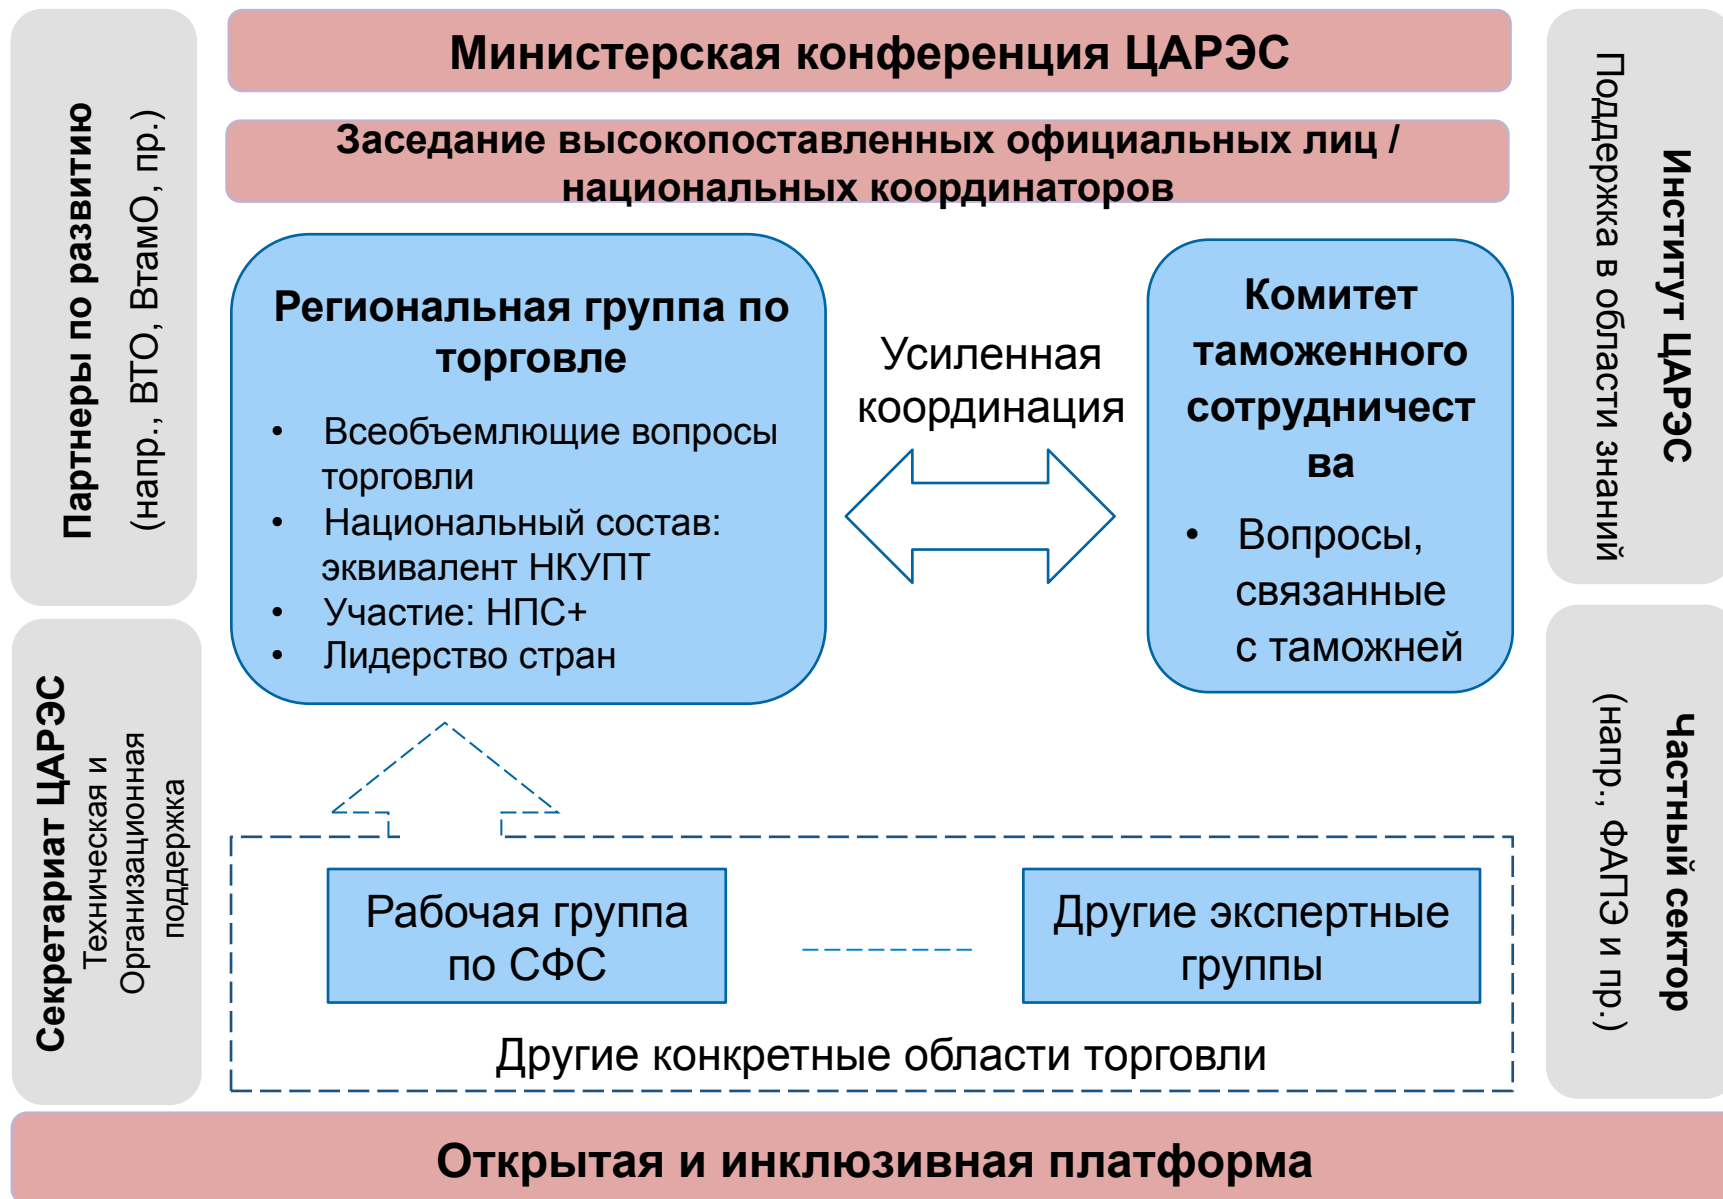 Министерская конференция ЦАРЭС
Заседание высокопоставленных официальных лиц /
национальных координаторов
Партнеры по развитию
(напр., ВТО, ВтамО, пр.)
Региональная группа по
торговле
• Всеобъемлющие вопросы
торговли
• Национальный состав:
эквивалент НКУПТ
• Участие: НПС+
• Лидерство стран
Усиленная
координация
Комитет
таможенного
сотрудничест
ва
• Вопросы,
связанные
с таможней
Институт ЦАРЭС
Поддержка в области знаний
Секретариат ЦАРЭС
Техническая и
Организационная
поддержка
Рабочая группа
по СФС
Другие экспертные
группы
Другие конкретные области торговли
Частный сектор
(напр., ФАПЭ и пр.)
Открытая и инклюзивная платформа